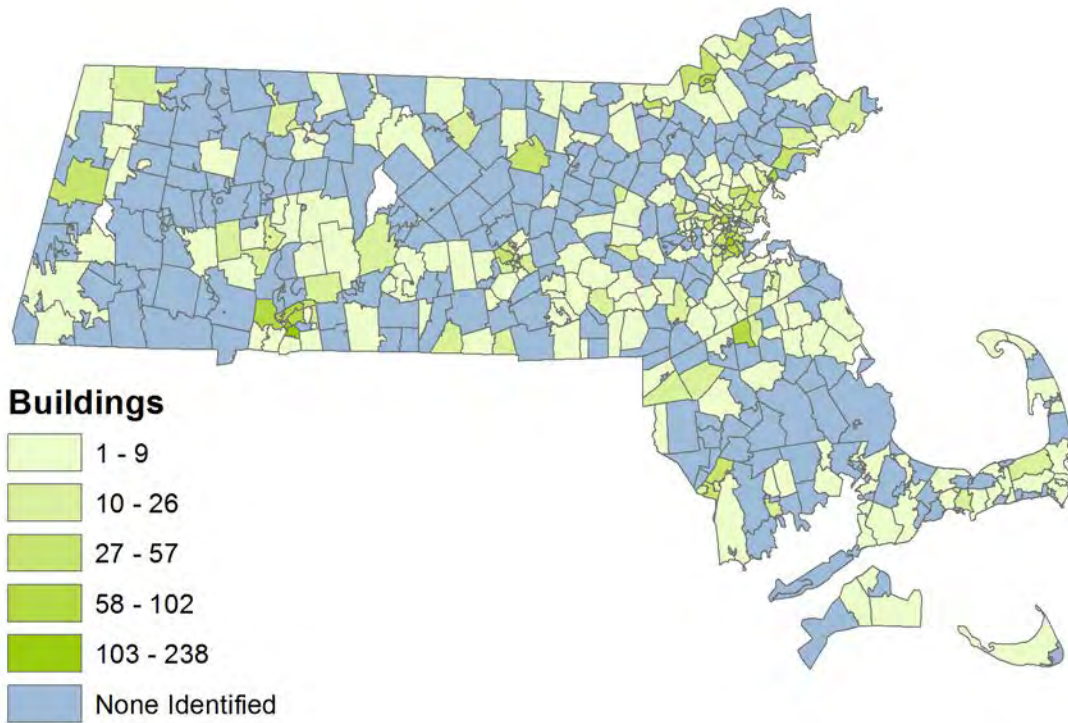 Buildings
1 - 9
10 - 26
27 - 57
58 - 102
103 - 238
None Identified